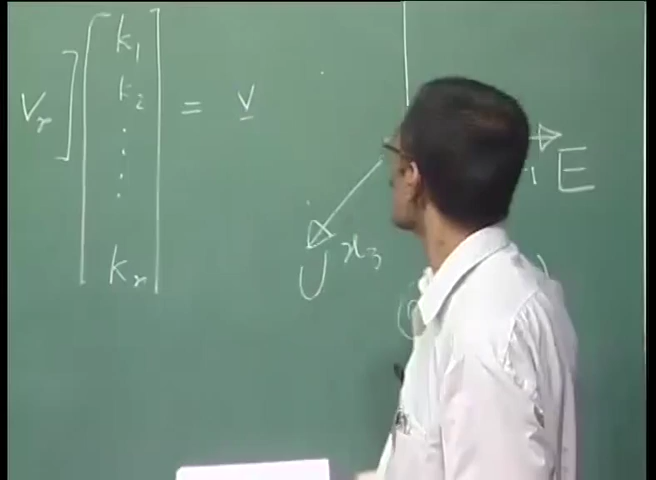 V_r ] [ k_1 k_2 . . . . k_r ] = v
E
x_3
U